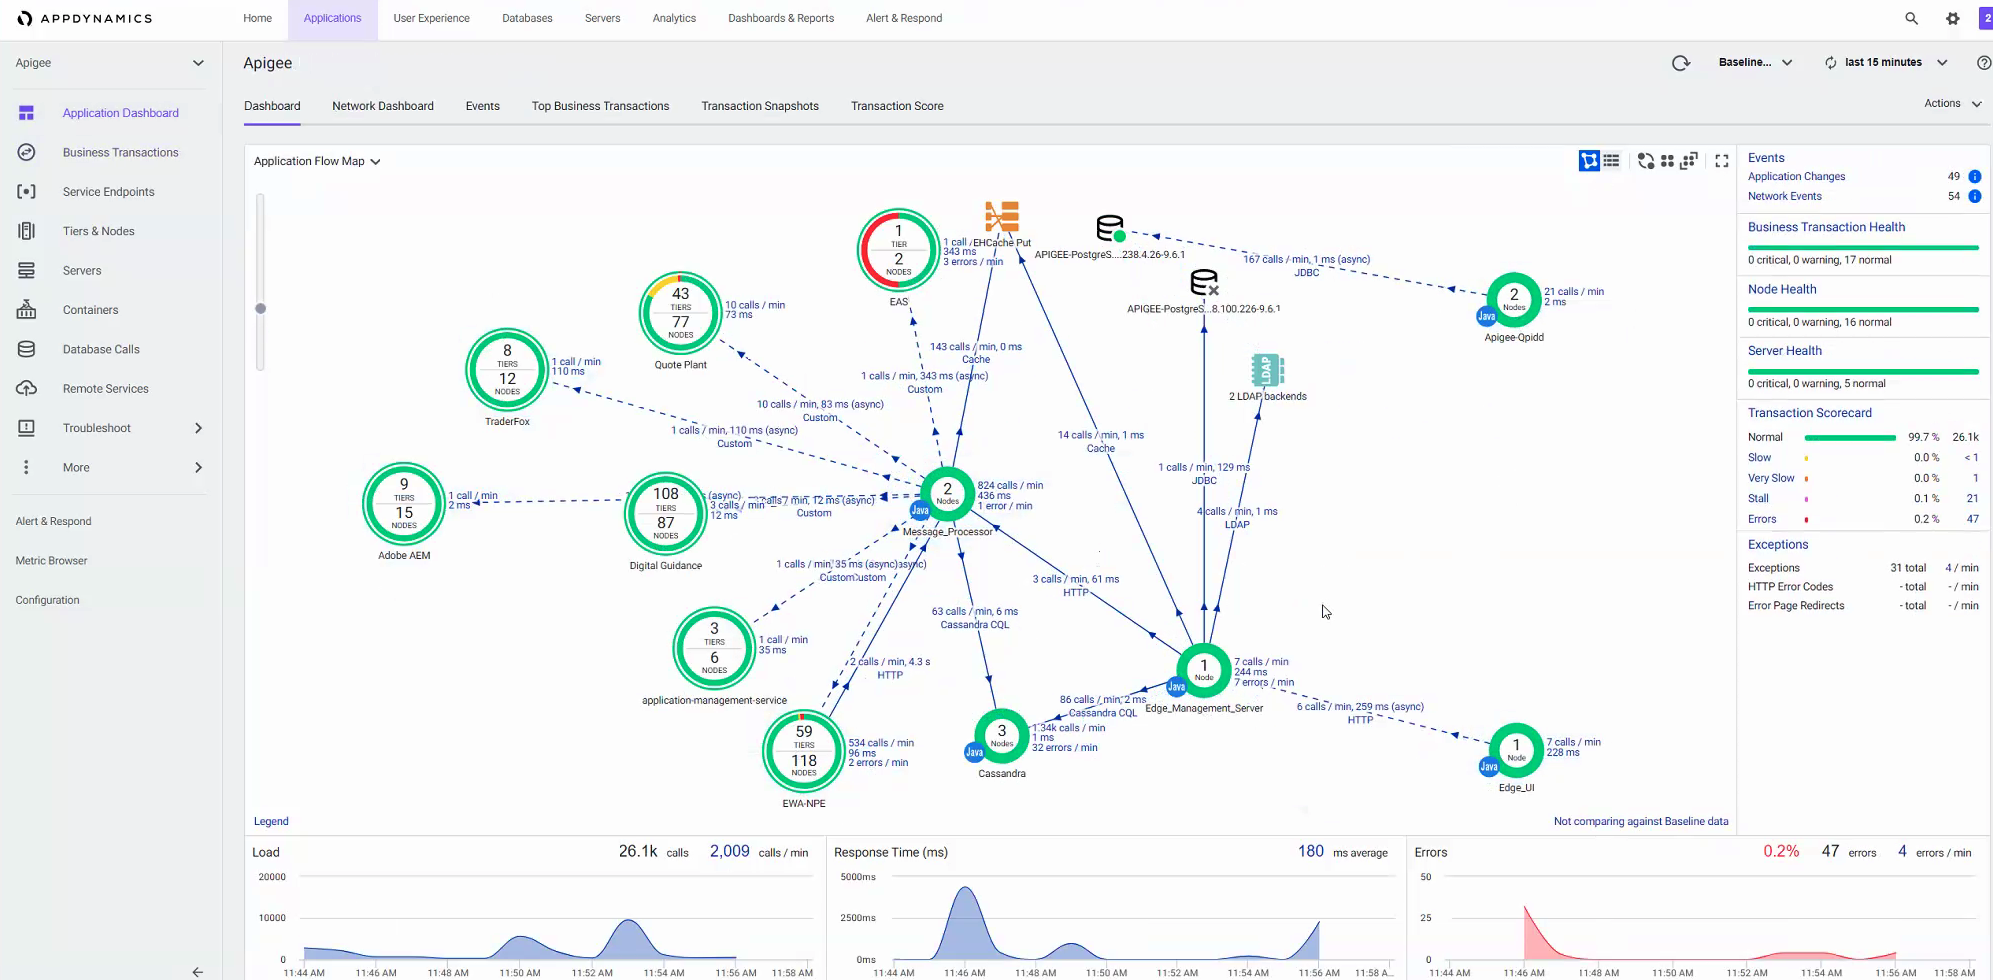 APPDYNAMICS
Home
Applications
User Experience
Databases
Servers
Analytics
Dashboards & Reports
Alert & Respond
2
Apigee
Application Dashboard
Business Transactions
Service Endpoints
Tiers & Nodes
Servers
Containers
Database Calls
Remote Services
Troubleshoot
More
Alert & Respond
Metric Browser
Configuration
Apigee
Baseline...
last 15 minutes
Dashboard
Network Dashboard
Events
Top Business Transactions
Transaction Snapshots
Transaction Score
Actions
Application Flow Map
1
TIER
2
NODES
EAS
1 call /
343 ms
3 errors / min
EHCache Put
APIGEE-PostgreS....238.4.26-9.6.1
167 calls / min, 1 ms (async)
JDBC
APIGEE-PostgreS...8.100.226-9.6.1
2
Nodes
Java
21 calls / min
2 ms
Apigee-Qpidd
43
TIERS
77
NODES
10 calls / min
73 ms
Quote Plant
8
TIERS
12
NODES
1 call / min
110 ms
TraderFox
143 calls / min, 0 ms
Cache
1 calls / min, 343 ms (async)
Custom
10 calls / min, 83 ms (async)
Custom
1 calls / min, 110 ms (async)
Custom
LDAP
2 LDAP backends
14 calls / min, 1 ms
Cache
1 calls / min, 129 ms
JDBC
4 calls / min, 1 ms
LDAP
9
TIERS
15
NODES
1 call / min
2 ms
Adobe AEM
108
TIERS
87
NODES
(async)
3 calls / min
12 ms
calls / min, 12 ms (async)
Custom
Digital Guidance
2
Nodes
Java
824 calls / min
436 ms
1 error / min
Message_Processor
1 calls / min, 35 ms (async)
Custom
3 calls / min, 61 ms
HTTP
63 calls / min, 6 ms
Cassandra CQL
3
TIERS
6
NODES
1 call / min
35 ms
application-management-service
2 calls / min, 4.3 s
HTTP
1
Node
Java
7 calls / min
244 ms
7 errors / min
Edge_Management_Server
86 calls / min, 2 ms
Cassandra CQL
6 calls / min, 259 ms (async)
HTTP
59
TIERS
118
NODES
534 calls / min
96 ms
2 errors / min
EWA-NPE
3
Nodes
Java
1.34k calls / min
1 ms
32 errors / min
Cassandra
1
Node
Java
7 calls / min
228 ms
Edge_UI
Legend
Not comparing against Baseline data
Events
Application Changes 49
Network Events 54
Business Transaction Health
0 critical, 0 warning, 17 normal
Node Health
0 critical, 0 warning, 16 normal
Server Health
0 critical, 0 warning, 5 normal
Transaction Scorecard
Normal 99.7 % 26.1k
Slow 0.0 % < 1
Very Slow 0.0 % 1
Stall 0.1 % 21
Errors 0.2 % 47
Exceptions
Exceptions 31 total 4 / min
HTTP Error Codes - total - / min
Error Page Redirects - total - / min
Load 26.1k calls 2,009 calls / min
20000
10000
0
11:44 AM 11:46 AM 11:48 AM 11:50 AM 11:52 AM 11:54 AM 11:56 AM 11:58 AM
Response Time (ms) 180 ms average
5000ms
2500ms
0ms
11:44 AM 11:46 AM 11:48 AM 11:50 AM 11:52 AM 11:54 AM 11:56 AM 11:58 A...
Errors 0.2% 47 errors 4 errors / min
50
25
0
11:44 AM 11:46 AM 11:48 AM 11:50 AM 11:52 AM 11:54 AM 11:56 AM 11:58 AM